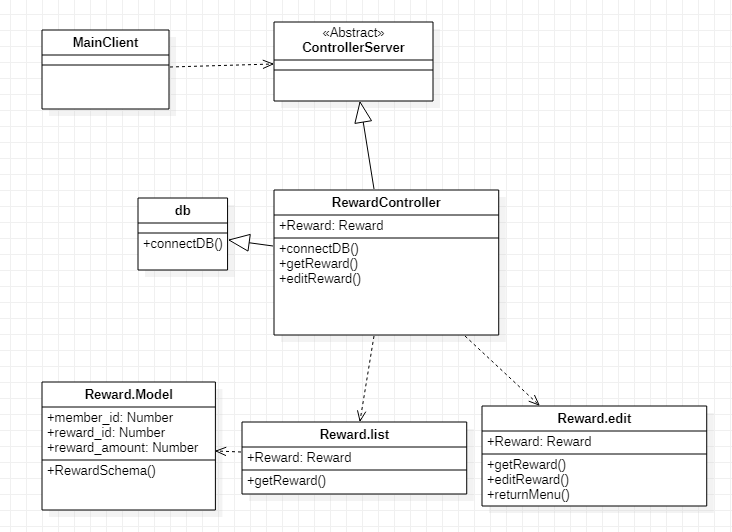 MainClient
«Abstract»
ControllerServer
db
+connectDB()
RewardController
+Reward: Reward
+connectDB()
+getReward()
+editReward()
Reward.Model
+member_id: Number
+reward_id: Number
+reward_amount: Number
+RewardSchema()
Reward.list
+Reward: Reward
+getReward()
Reward.edit
+Reward: Reward
+getReward()
+editReward()
+returnMenu()